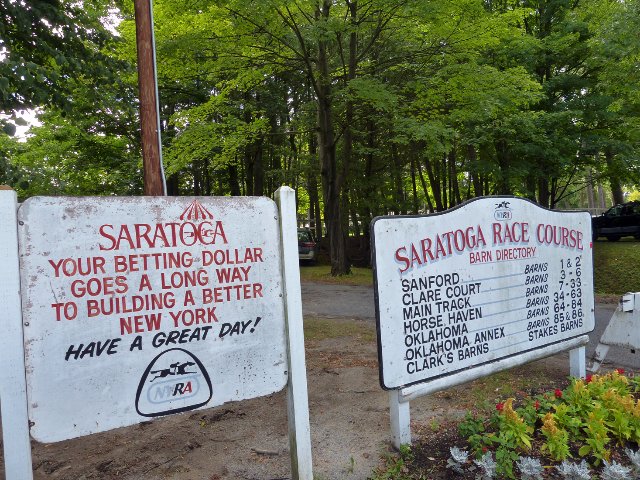 SARATOGA
YOUR BETTING DOLLAR
GOES A LONG WAY
TO BUILDING A BETTER
NEW YORK
HAVE A GREAT DAY!
NYRA
NYRA
SARATOGA RACE COURSE
BARN DIRECTORY
SANFORD BARNS 1 & 2
CLARE COURT BARNS 3-6
MAIN TRACK BARNS 7-33
HORSE HAVEN BARNS 34-63
OKLAHOMA BARNS 64-84
OKLAHOMA ANNEX BARNS 85 & 86
CLARK'S BARNS STAKES BARNS